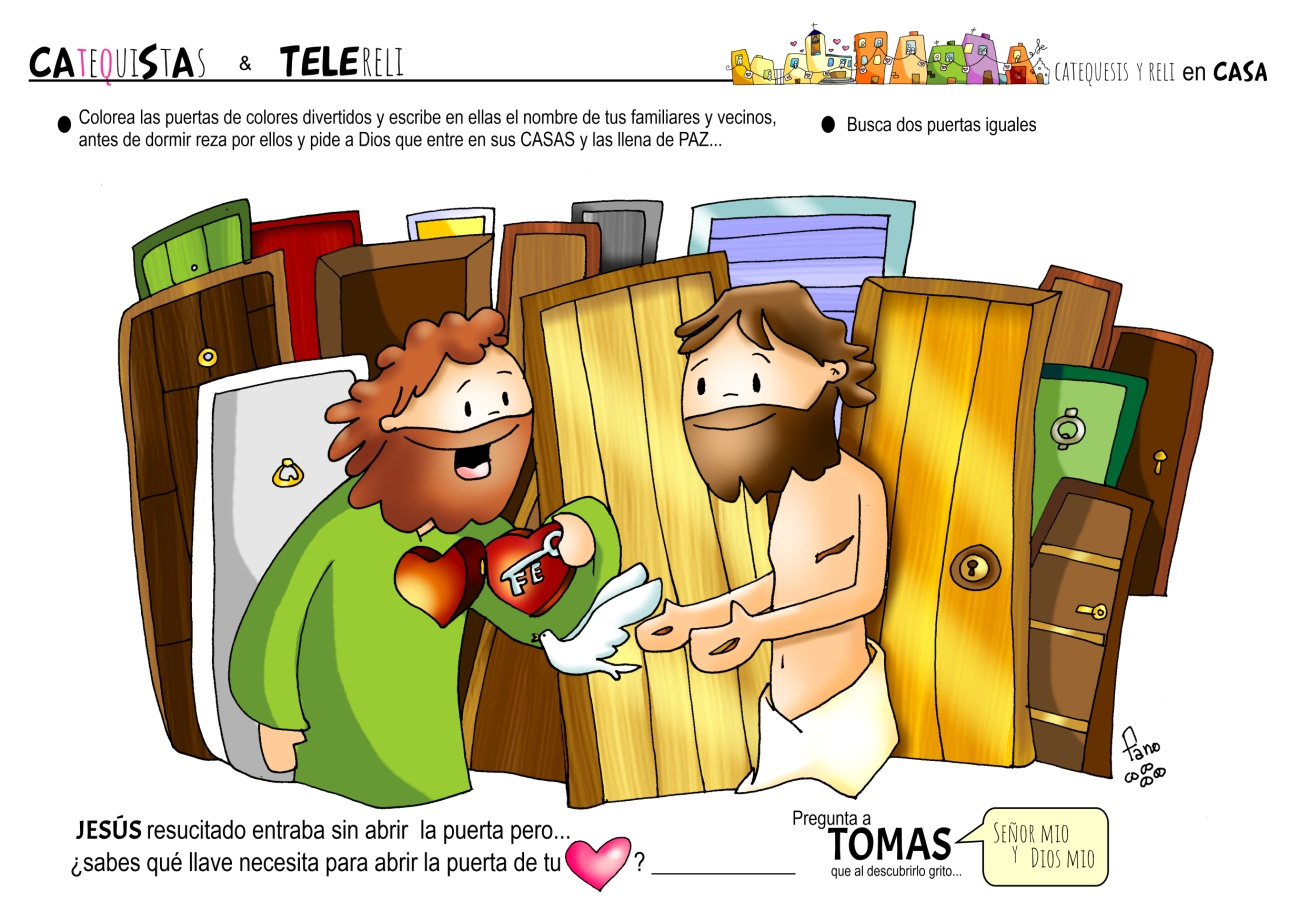 CATEQUISTAS & TELERELI
CATEQUESIS Y RELI en CASA
Colorea las puertas de colores divertidos y escribe en ellas el nombre de tus familiares y vecinos,
antes de dormir reza por ellos y pide a Dios que entre en sus CASAS y las llena de PAZ...
Busca dos puertas iguales
FE
Fano
JESÚS resucitado entraba sin abrir la puerta pero...
¿sabes qué llave necesita para abrir la puerta de tu ? ____________
Pregunta a
TOMAS
que al descubrirlo grito...
SEÑOR MIO
Y DIOS MIO